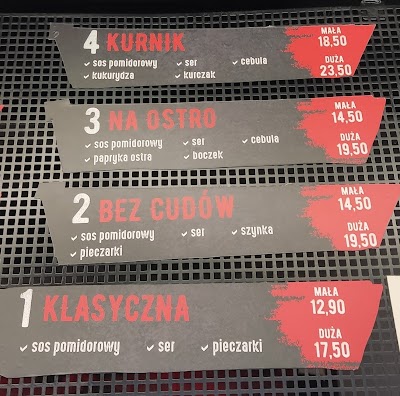 4 KURNIK
✓ sos pomidorowy ✓ ser ✓ cebula
✓ kukurydza ✓ kurczak
MAŁA
18,50
DUŻA
23,50
3 NA OSTRO
✓ sos pomidorowy ✓ ser ✓ cebula
✓ papryka ostra ✓ boczek
MAŁA
14,50
DUŻA
19,50
2 BEZ CUDÓW
✓ sos pomidorowy ✓ ser ✓ szynka
✓ pieczarki
MAŁA
14,50
DUŻA
19,50
1 KLASYCZNA
✓ sos pomidorowy ✓ ser ✓ pieczarki
MAŁA
12,90
DUŻA
17,50